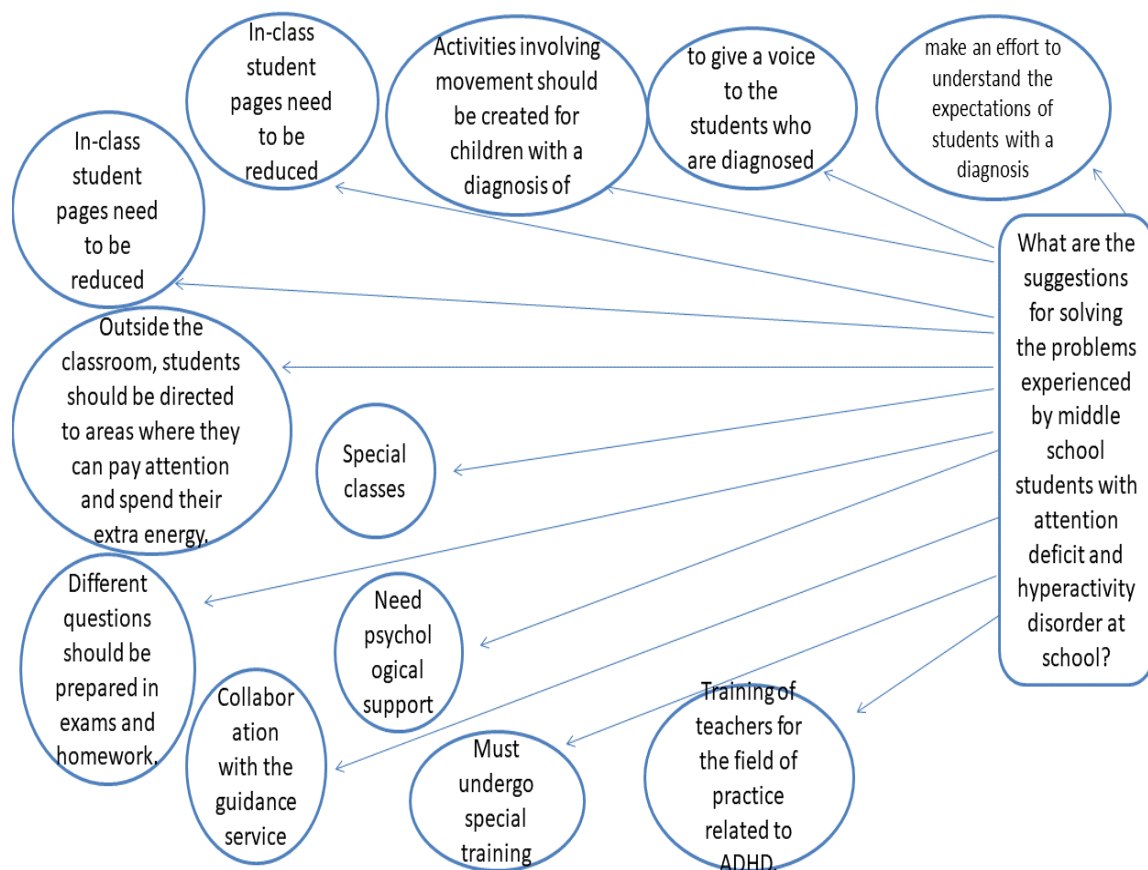 In-class
student
pages need
to be
reduced
In-class
student
pages need
to be
reduced
Activities involving
movement should
be created for
children with a
diagnosis of
to give a voice
to the
students who
are diagnosed
make an effort to
understand the
expectations of
students with a
diagnosis
What are the
suggestions
for solving
the problems
experienced
by middle
school
students with
attention
deficit and
hyperactivity
disorder at
school?
Outside the
classroom, students
should be directed
to areas where they
can pay attention
and spend their
extra energy.
Special
classes
Different
questions
should be
prepared in
exams and
homework.
Need
psychol
ogical
support
Collabor
ation
with the
guidance
service
Must
undergo
special
training
Training of
teachers for
the field of
practice
related to
ADHD.